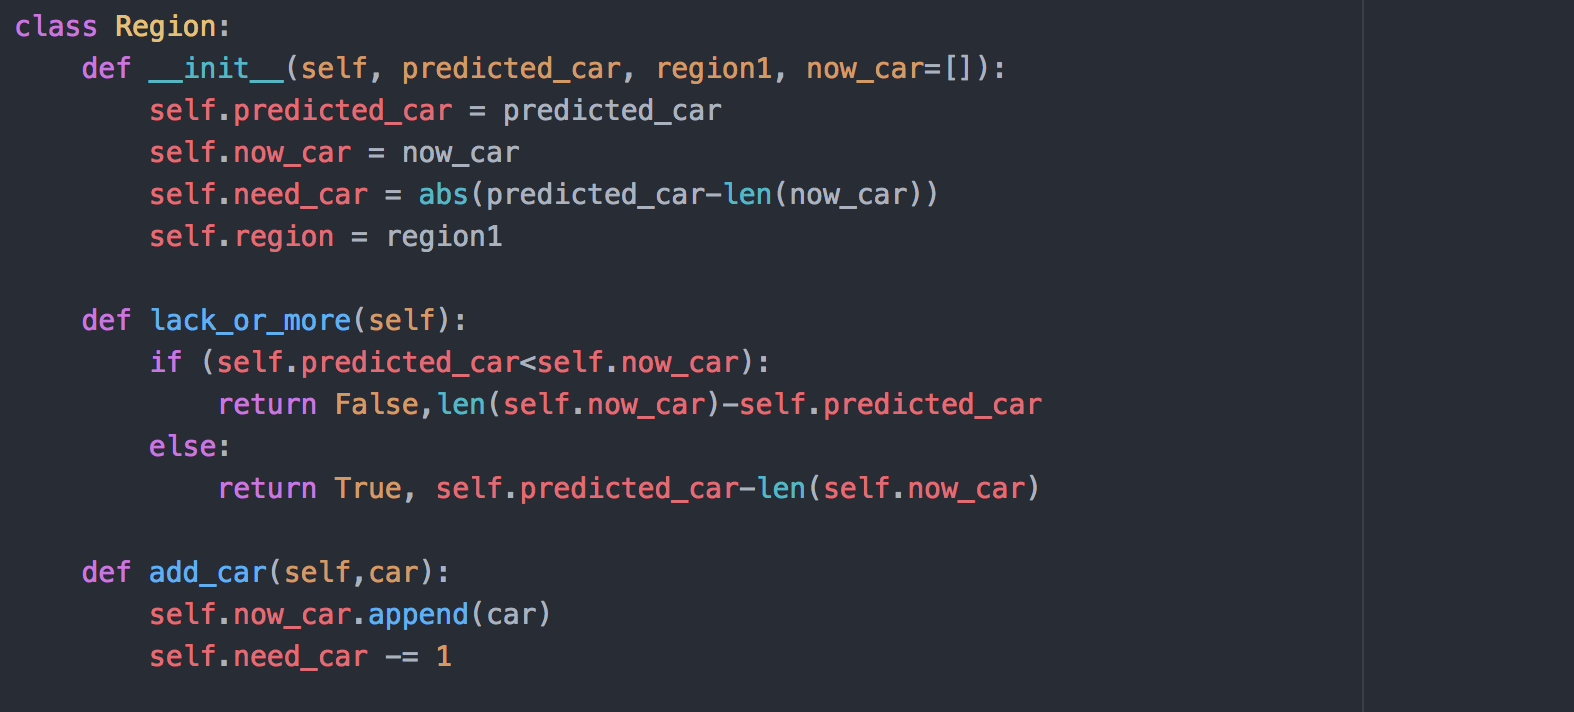 class Region:
    def __init__(self, predicted_car, region1, now_car=[]):
        self.predicted_car = predicted_car
        self.now_car = now_car
        self.need_car = abs(predicted_car-len(now_car))
        self.region = region1

    def lack_or_more(self):
        if (self.predicted_car<self.now_car):
            return False,len(self.now_car)-self.predicted_car
        else:
            return True, self.predicted_car-len(self.now_car)

    def add_car(self,car):
        self.now_car.append(car)
        self.need_car -= 1